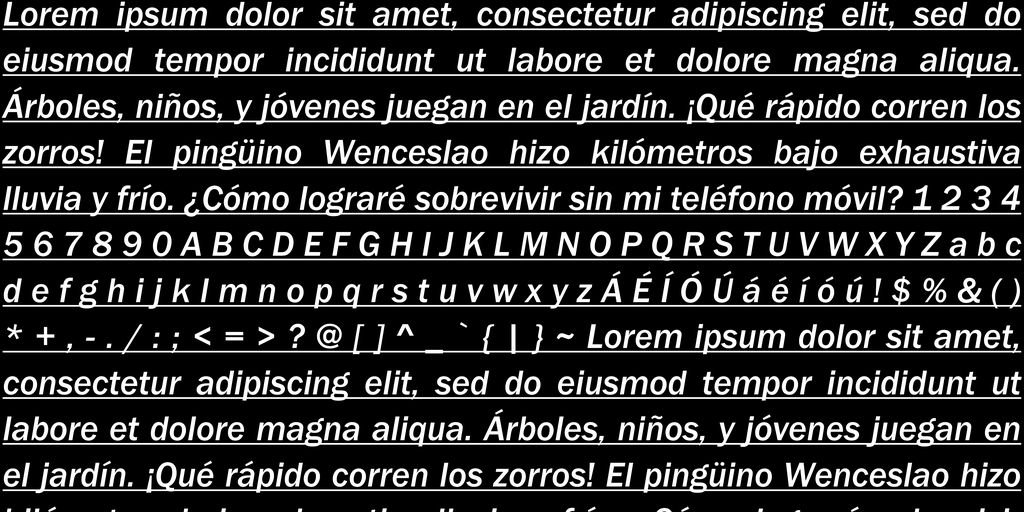 Lorem ipsum dolor sit amet, consectetur adipiscing elit, sed do
eiusmod tempor incididunt ut labore et dolore magna aliqua.
Árboles, niños, y jóvenes juegan en el jardín. ¡Qué rápido corren los
zorros! El pingüino Wenceslao hizo kilómetros bajo exhaustiva
lluvia y frío. ¿Cómo lograré sobrevivir sin mi teléfono móvil? 1 2 3 4
5 6 7 8 9 0 A B C D E F G H I J K L M N O P Q R S T U V W X Y Z a b c
d e f g h i j k l m n o p q r s t u v w x y z Á É Í Ó Ú á é í ó ú ! $ % & ( )
* + , - . / : ; < = > ? @ [ ] ^ _ ` { | } ~ Lorem ipsum dolor sit amet,
consectetur adipiscing elit, sed do eiusmod tempor incididunt ut
labore et dolore magna aliqua. Árboles, niños, y jóvenes juegan en
el jardín. ¡Qué rápido corren los zorros! El pingüino Wenceslao hizo